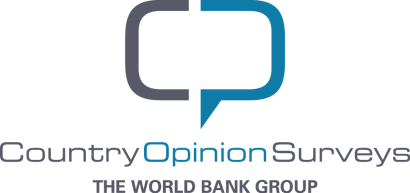 CountryOpinionSurveys
THE WORLD BANK GROUP